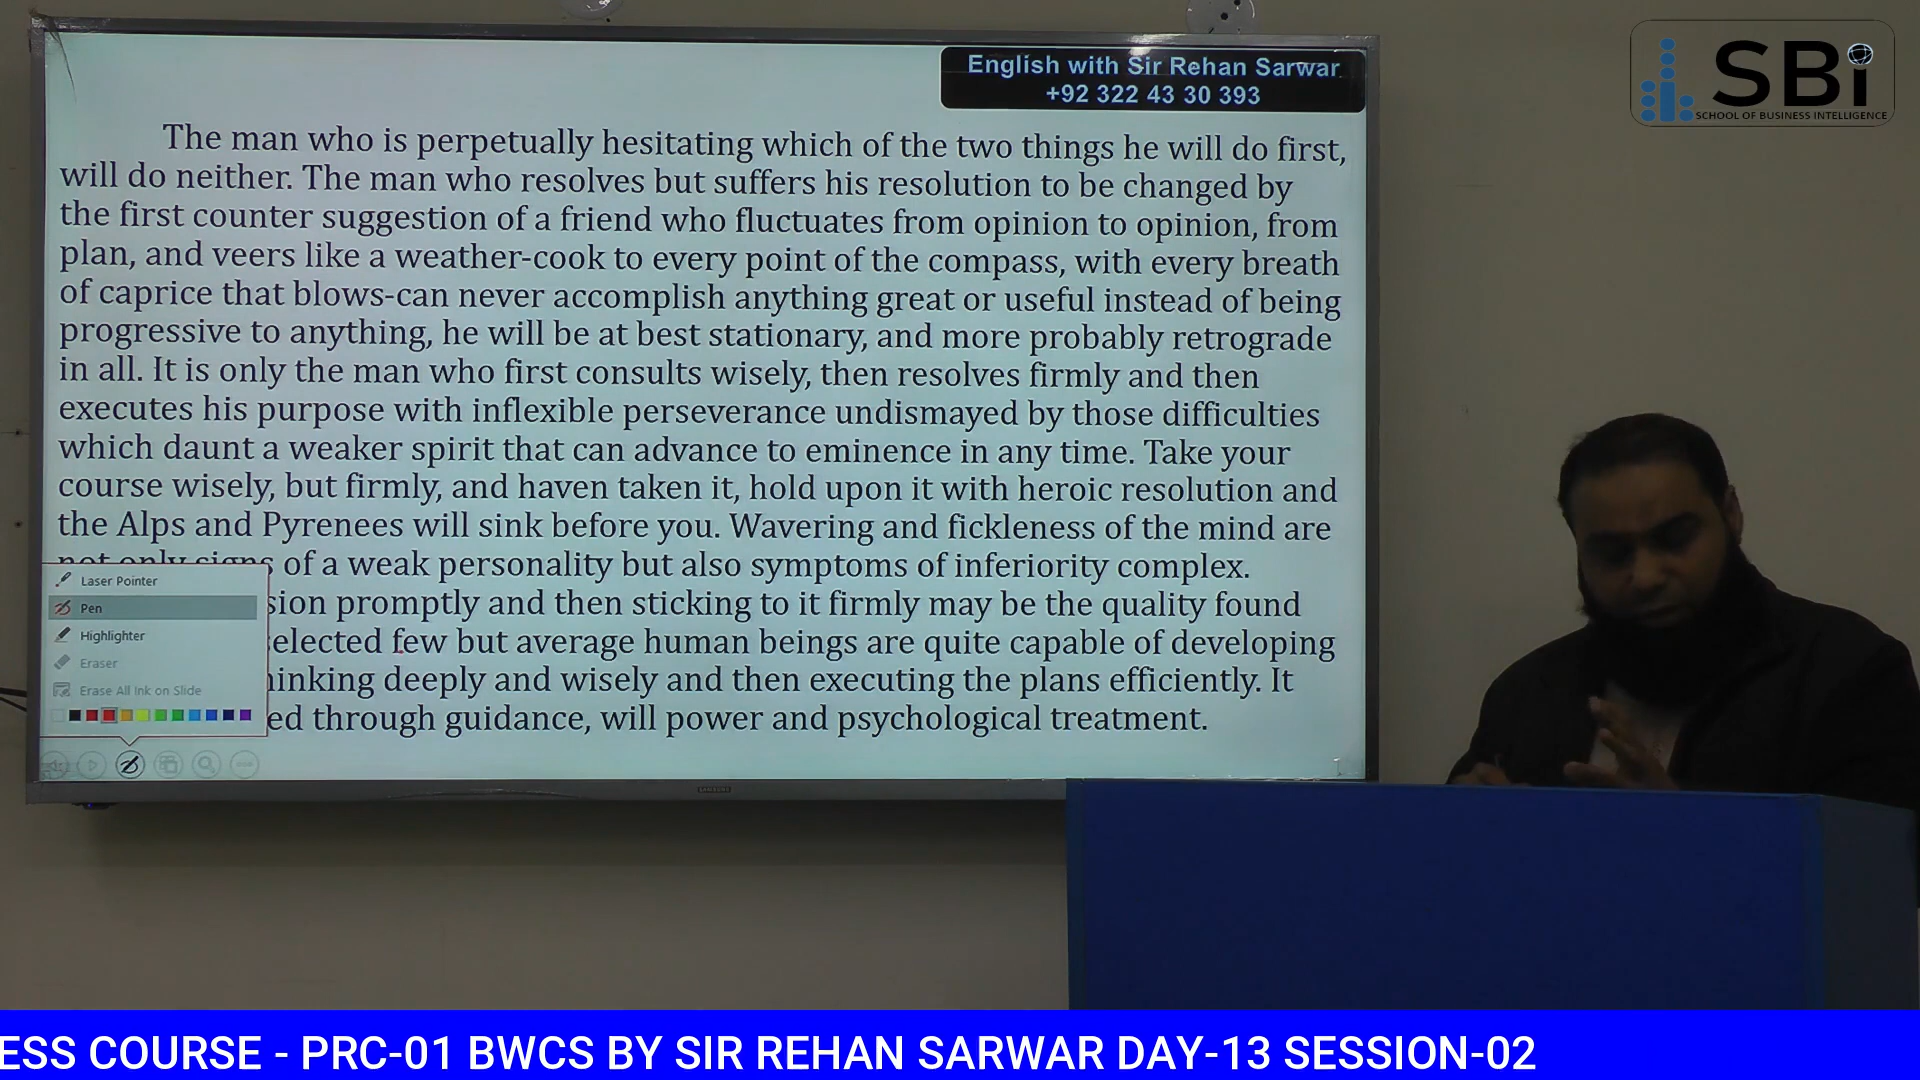 English with Sir Rehan Sarwar
+92 322 43 30 393
SBi
SCHOOL OF BUSINESS INTELLIGENCE
The man who is perpetually hesitating which of the two things he will do first,
will do neither. The man who resolves but suffers his resolution to be changed by
the first counter suggestion of a friend who fluctuates from opinion to opinion, from
plan, and veers like a weather-cook to every point of the compass, with every breath
of caprice that blows-can never accomplish anything great or useful instead of being
progressive to anything, he will be at best stationary, and more probably retrograde
in all. It is only the man who first consults wisely, then resolves firmly and then
executes his purpose with inflexible perseverance undismayed by those difficulties
which daunt a weaker spirit that can advance to eminence in any time. Take your
course wisely, but firmly, and haven taken it, hold upon it with heroic resolution and
the Alps and Pyrenees will sink before you. Wavering and fickleness of the mind are
not only signs of a weak personality but also symptoms of inferiority complex.
sion promptly and then sticking to it firmly may be the quality found
selected few but average human beings are quite capable of developing
hinking deeply and wisely and then executing the plans efficiently. It
ed through guidance, will power and psychological treatment.
Laser Pointer
Pen
Highlighter
Eraser
Erase All Ink on Slide
SAMSUNG
ESS COURSE - PRC-01 BWCS BY SIR REHAN SARWAR DAY-13 SESSION-02